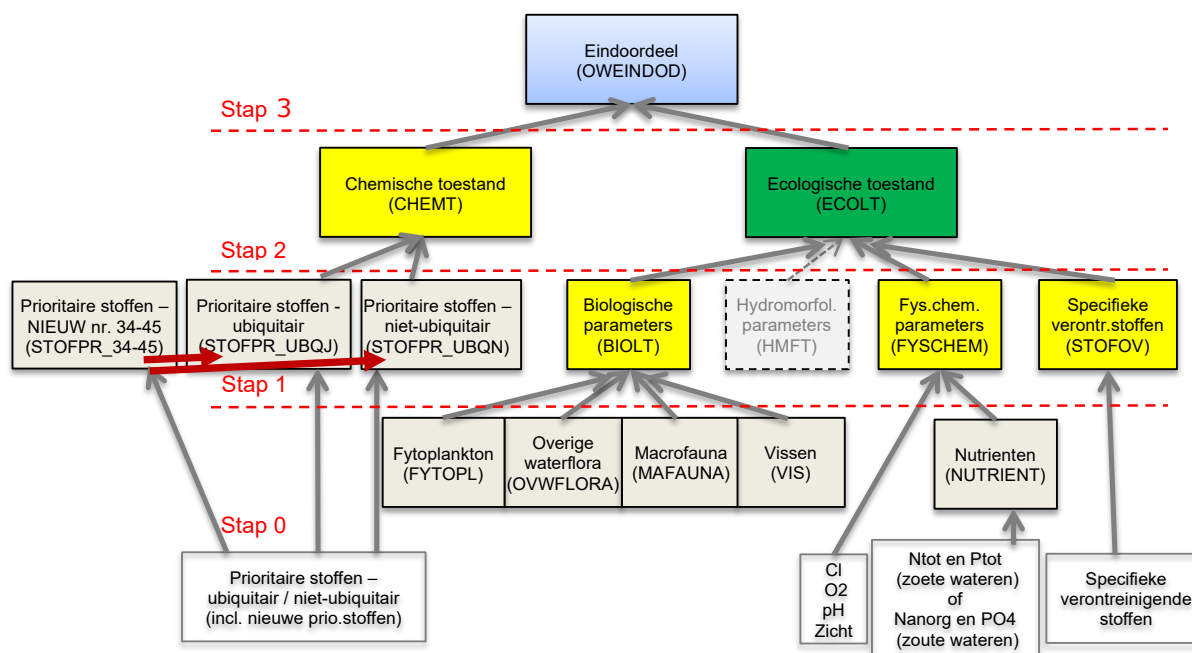 Eindoordeel
(OWEINDOD)
Stap 3
Chemische toestand
(CHEMT)
Ecologische toestand
(ECOLT)
Stap 2
Prioritaire stoffen –
NIEUW nr. 34-45
(STOFPR_34-45)
Prioritaire stoffen -
ubiquitair
(STOFPR_UBQJ)
Prioritaire stoffen –
niet-ubiquitair
(STOFPR_UBQN)
Biologische
parameters
(BIOLT)
Hydromorfol.
parameters
(HMFT)
Fys.chem.
parameters
(FYSCHEM)
Specifieke
verontr.stoffen
(STOFOV)
Stap 1
Fytoplankton
(FYTOPL)
Overige
waterflora
(OVWFLORA)
Macrofauna
(MAFAUNA)
Vissen
(VIS)
Nutrienten
(NUTRIENT)
Stap 0
Prioritaire stoffen –
ubiquitair / niet-ubiquitair
(incl. nieuwe prio.stoffen)
Cl
O2
pH
Zicht
Ntot en Ptot
(zoete wateren)
of
Nanorg en PO4
(zoute wateren)
Specifieke
verontreinigende
stoffen